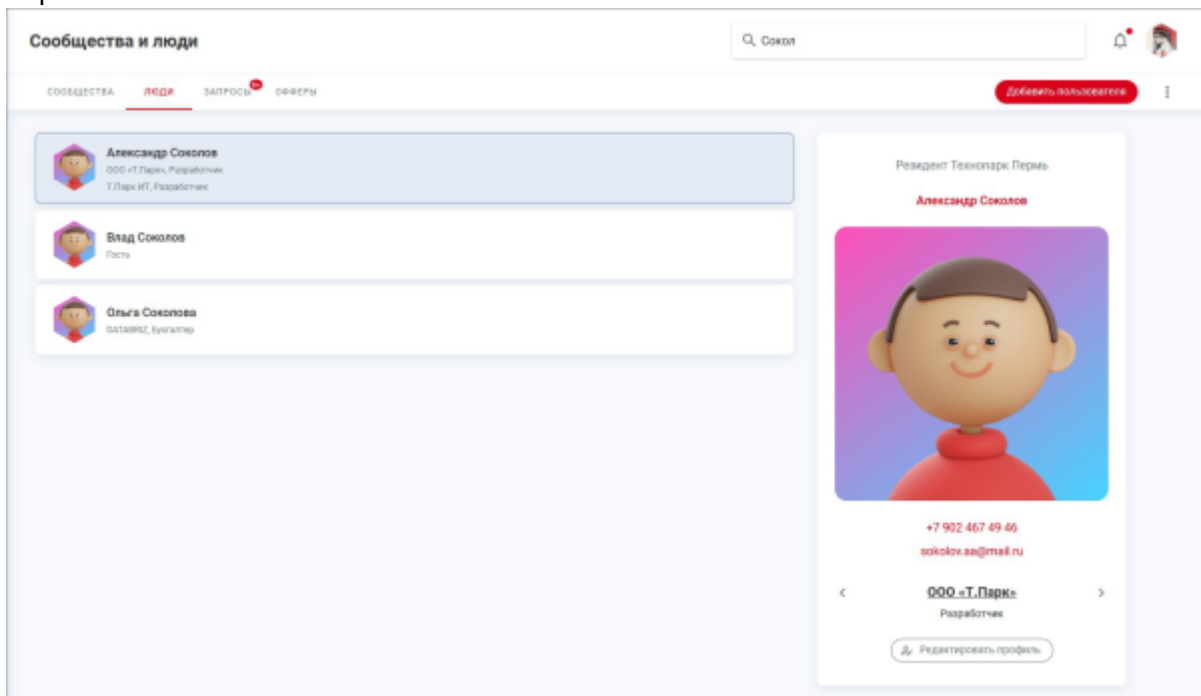 Сообщества и люди
Сокол
СООБЩЕСТВА
ЛЮДИ
ЗАПРОСЫ
ОФФЕРЫ
Добавить пользователя
Александр Соколов
ООО «Т.Парк», Разработчик
Т.Парк ИТ, Разработчик
Влад Соколов
Гость
Ольга Соколова
DATABRIZ, Бухгалтер
Резидент Технопарк Пермь
Александр Соколов
+7 902 467 49 46
sokolov.aa@mail.ru
ООО «Т.Парк»
Разработчик
Редактировать профиль